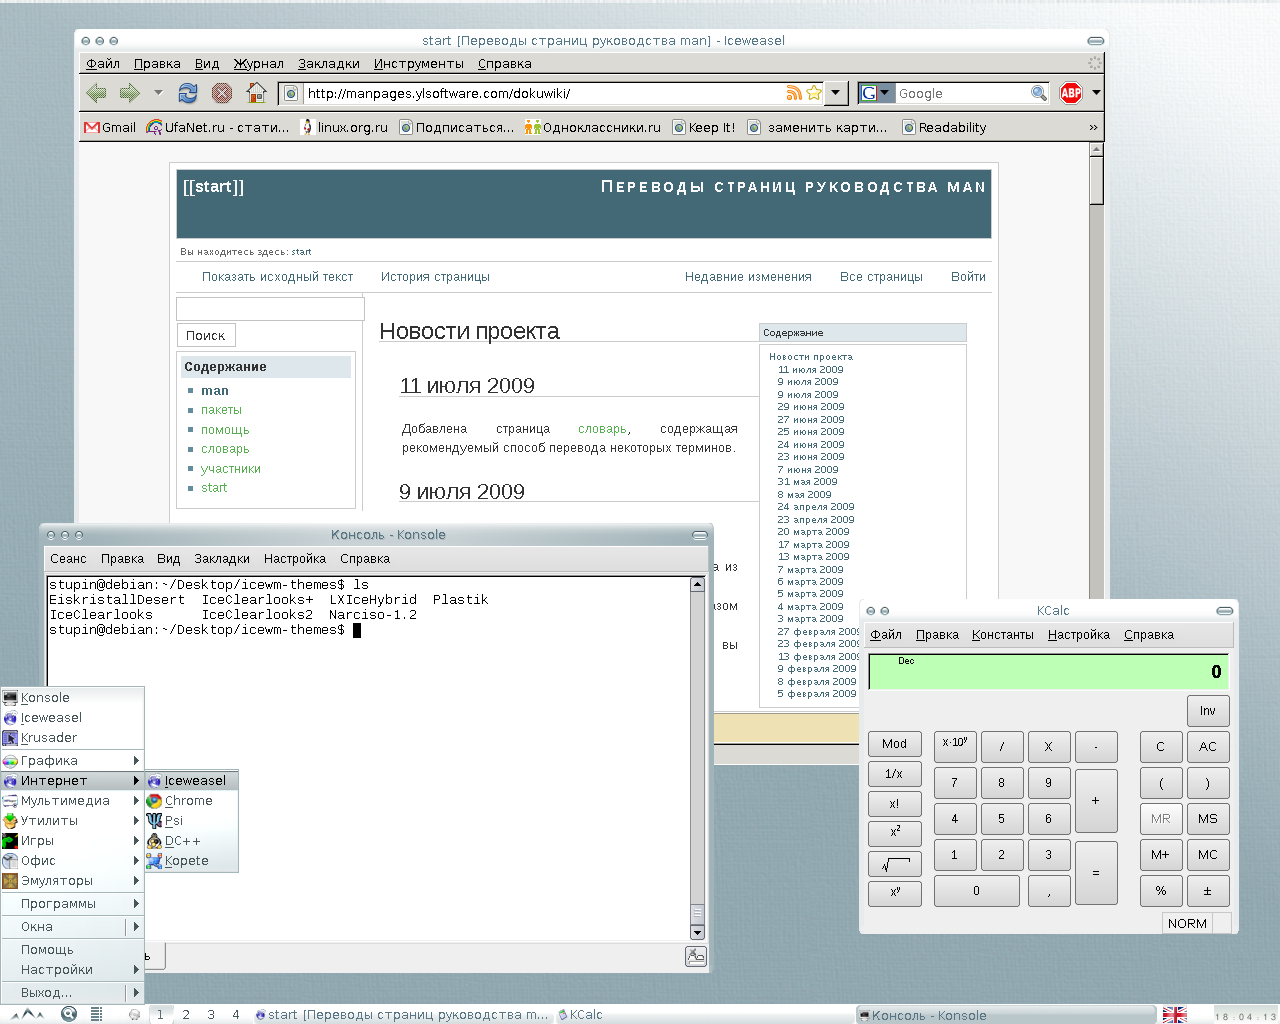 start [Переводы страниц руководства man] - Iceweasel
Файл Правка Вид Журнал Закладки Инструменты Справка
http://manpages.ylsoftware.com/dokuwiki/
G Google
ABP
Gmail UfaNet.ru - стати... linux.org.ru Подписаться... Одноклассники.ru Keep It! заменить карти... Readability »
[[start]] Переводы страниц руководства man
Вы находитесь здесь: start
Показать исходный текст История страницы Недавние изменения Все страницы Войти
Поиск
Содержание
man
пакеты
помощь
словарь
участники
start
Новости проекта
11 июля 2009
Добавлена страница словарь, содержащая
рекомендуемый способ перевода некоторых терминов.
9 июля 2009
а из
азом
вы
Содержание
Новости проекта
11 июля 2009
9 июля 2009
9 июля 2009
29 июня 2009
27 июня 2009
25 июня 2009
24 июня 2009
23 июня 2009
7 июня 2009
31 мая 2009
8 мая 2009
24 апреля 2009
23 апреля 2009
20 марта 2009
17 марта 2009
13 марта 2009
7 марта 2009
6 марта 2009
5 марта 2009
4 марта 2009
3 марта 2009
27 февраля 2009
23 февраля 2009
13 февраля 2009
9 февраля 2009
8 февраля 2009
5 февраля 2009
Консоль - Konsole
Сеанс Правка Вид Закладки Настройка Справка
stupin@debian:~/Desktop/icewm-themes$ ls
EiskristallDesert IceClearlooks+ LXIceHybrid Plastik
IceClearlooks IceClearlooks2 Narciso-1.2
stupin@debian:~/Desktop/icewm-themes$
ь
KCalc
Файл Правка Константы Настройка Справка
Dec
0
Inv
Mod x·10^y / X - C AC
1/x 7 8 9 + ( )
x! 4 5 6 MR MS
x² 1 2 3 = M+ MC
√ 0 , % ±
x^y
NORM
Konsole
Iceweasel
Krusader
Графика
Интернет
Мультимедиа
Утилиты
Игры
Офис
Эмуляторы
Программы
Окна
Помощь
Настройки
Выход...
Iceweasel
Chrome
Psi
DC++
Kopete
1 2 3 4 start [Переводы страниц руководства m... KCalc Консоль - Konsole 18:04:13